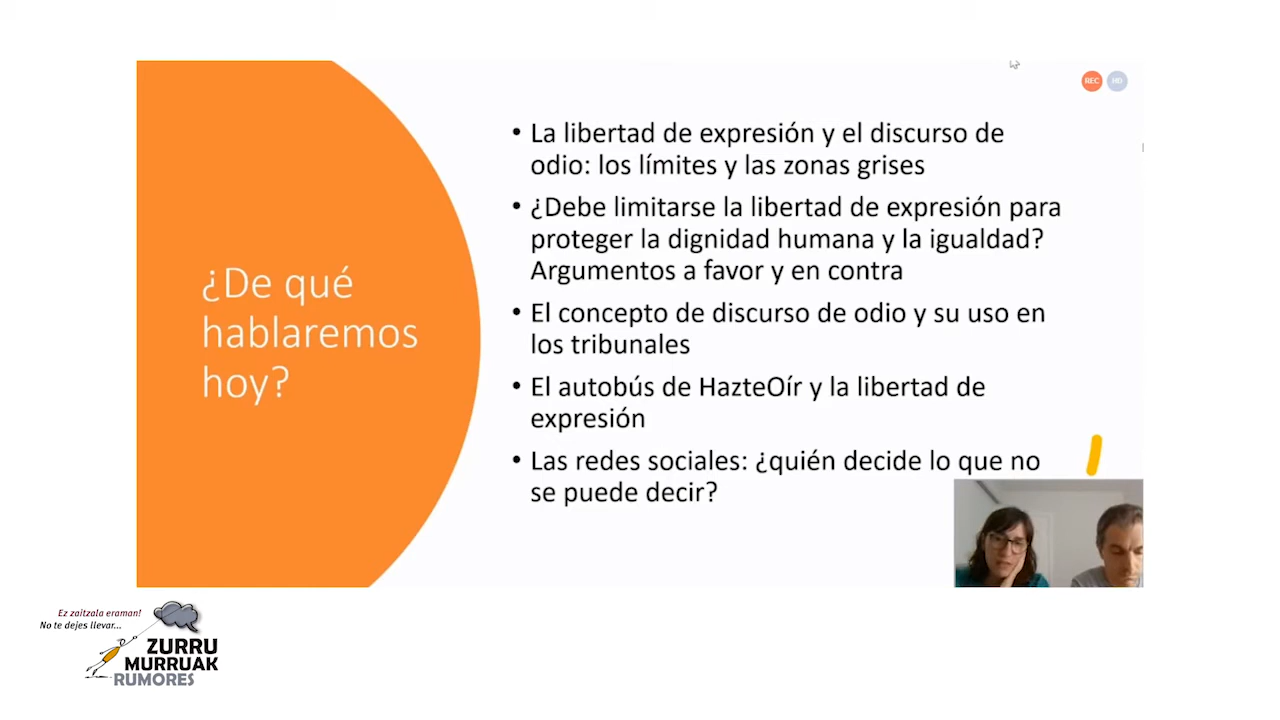 REC
HD
¿De qué
hablaremos
hoy?
• La libertad de expresión y el discurso de
odio: los límites y las zonas grises
• ¿Debe limitarse la libertad de expresión para
proteger la dignidad humana y la igualdad?
Argumentos a favor y en contra
• El concepto de discurso de odio y su uso en
los tribunales
• El autobús de HazteOír y la libertad de
expresión
• Las redes sociales: ¿quién decide lo que no
se puede decir?
Ez zaitzala eraman!
No te dejes llevar...
ZURRU
MURRUAK
RUMORES